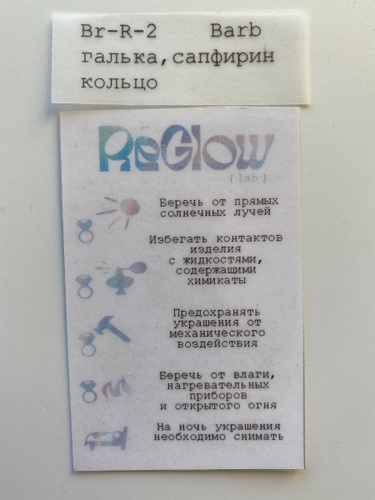 Br-R-2 Barb
галька,сапфирин
кольцо
ReGlow
[lab]
Беречь от прямых
солнечных лучей
Избегать контактов
изделия
с жидкостями,
содержащими
химикаты
Предохранять
украшения от
механического
воздействия
Беречь от влаги,
нагревательных
приборов
и открытого огня
На ночь украшения
необходимо снимать